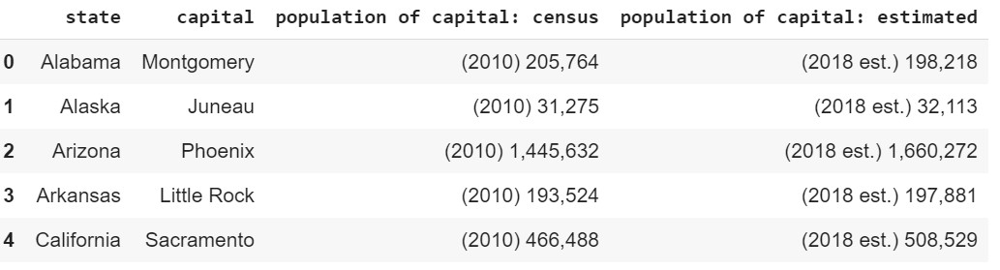 state capital population of capital: census population of capital: estimated
0 Alabama Montgomery (2010) 205,764 (2018 est.) 198,218
1 Alaska Juneau (2010) 31,275 (2018 est.) 32,113
2 Arizona Phoenix (2010) 1,445,632 (2018 est.) 1,660,272
3 Arkansas Little Rock (2010) 193,524 (2018 est.) 197,881
4 California Sacramento (2010) 466,488 (2018 est.) 508,529